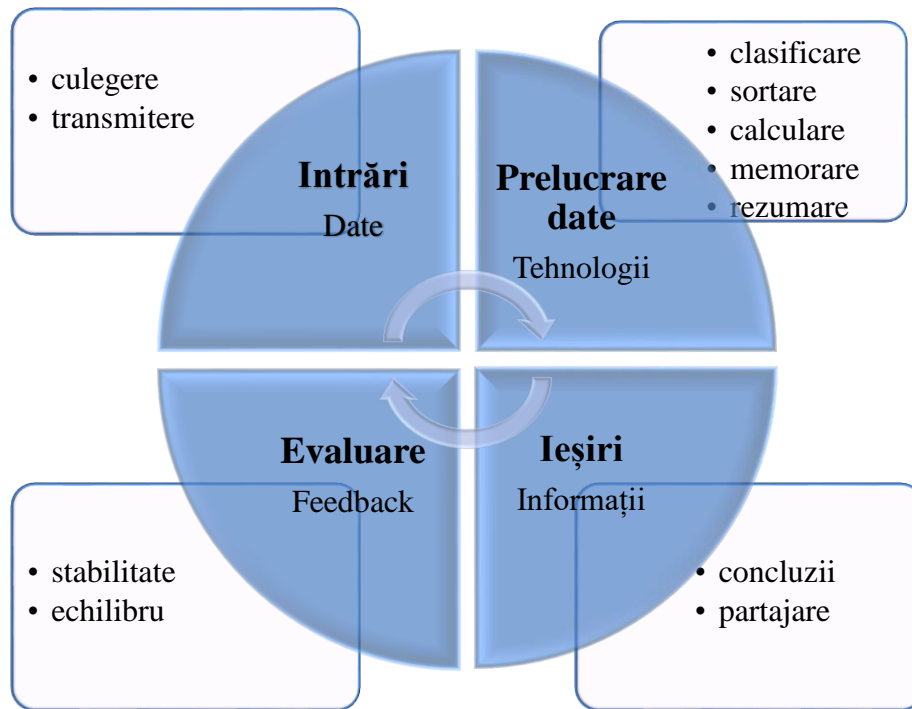 • culegere
• transmitere
Intrări
Date
• clasificare
• sortare
• calculare
• memorare
• rezumare
Prelucrare
date
Tehnologii
Evaluare
Feedback
• stabilitate
• echilibru
Ieșiri
Informații
• concluzii
• partajare